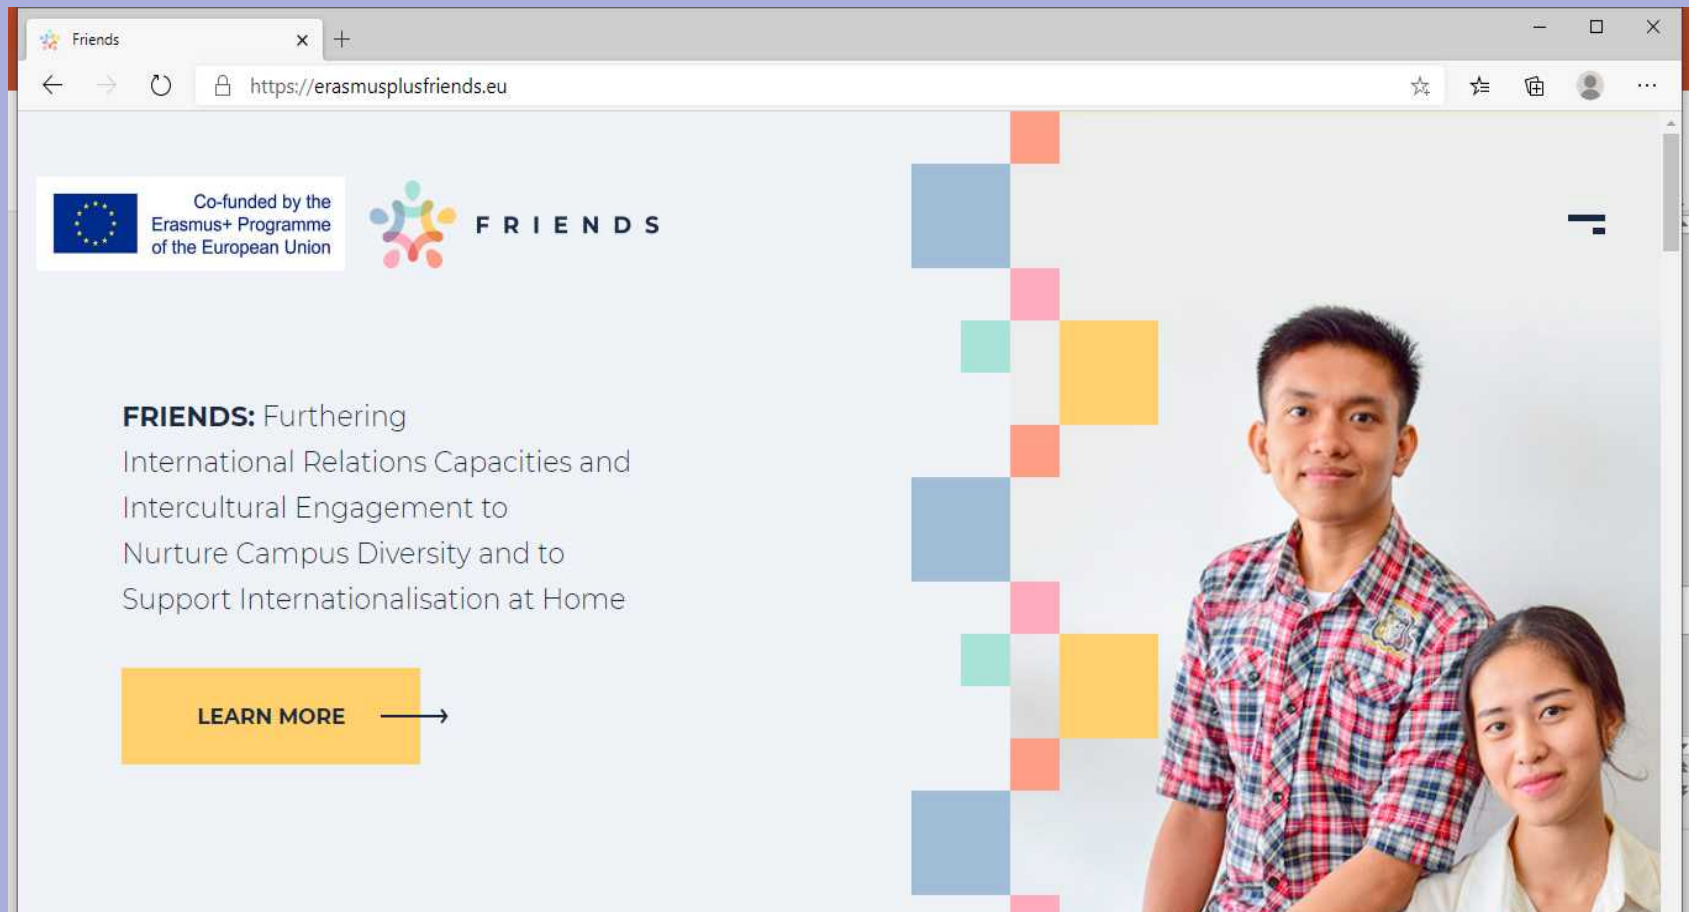 Friends
https://erasmusplusfriends.eu
Co-funded by the
Erasmus+ Programme
of the European Union
FRIENDS
FRIENDS: Furthering
International Relations Capacities and
Intercultural Engagement to
Nurture Campus Diversity and to
Support Internationalisation at Home
LEARN MORE